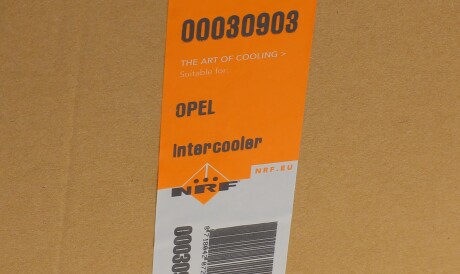 00030903
THE ART OF COOLING >
Suitable for:
OPEL
Intercooler
NRF
NRF.EU